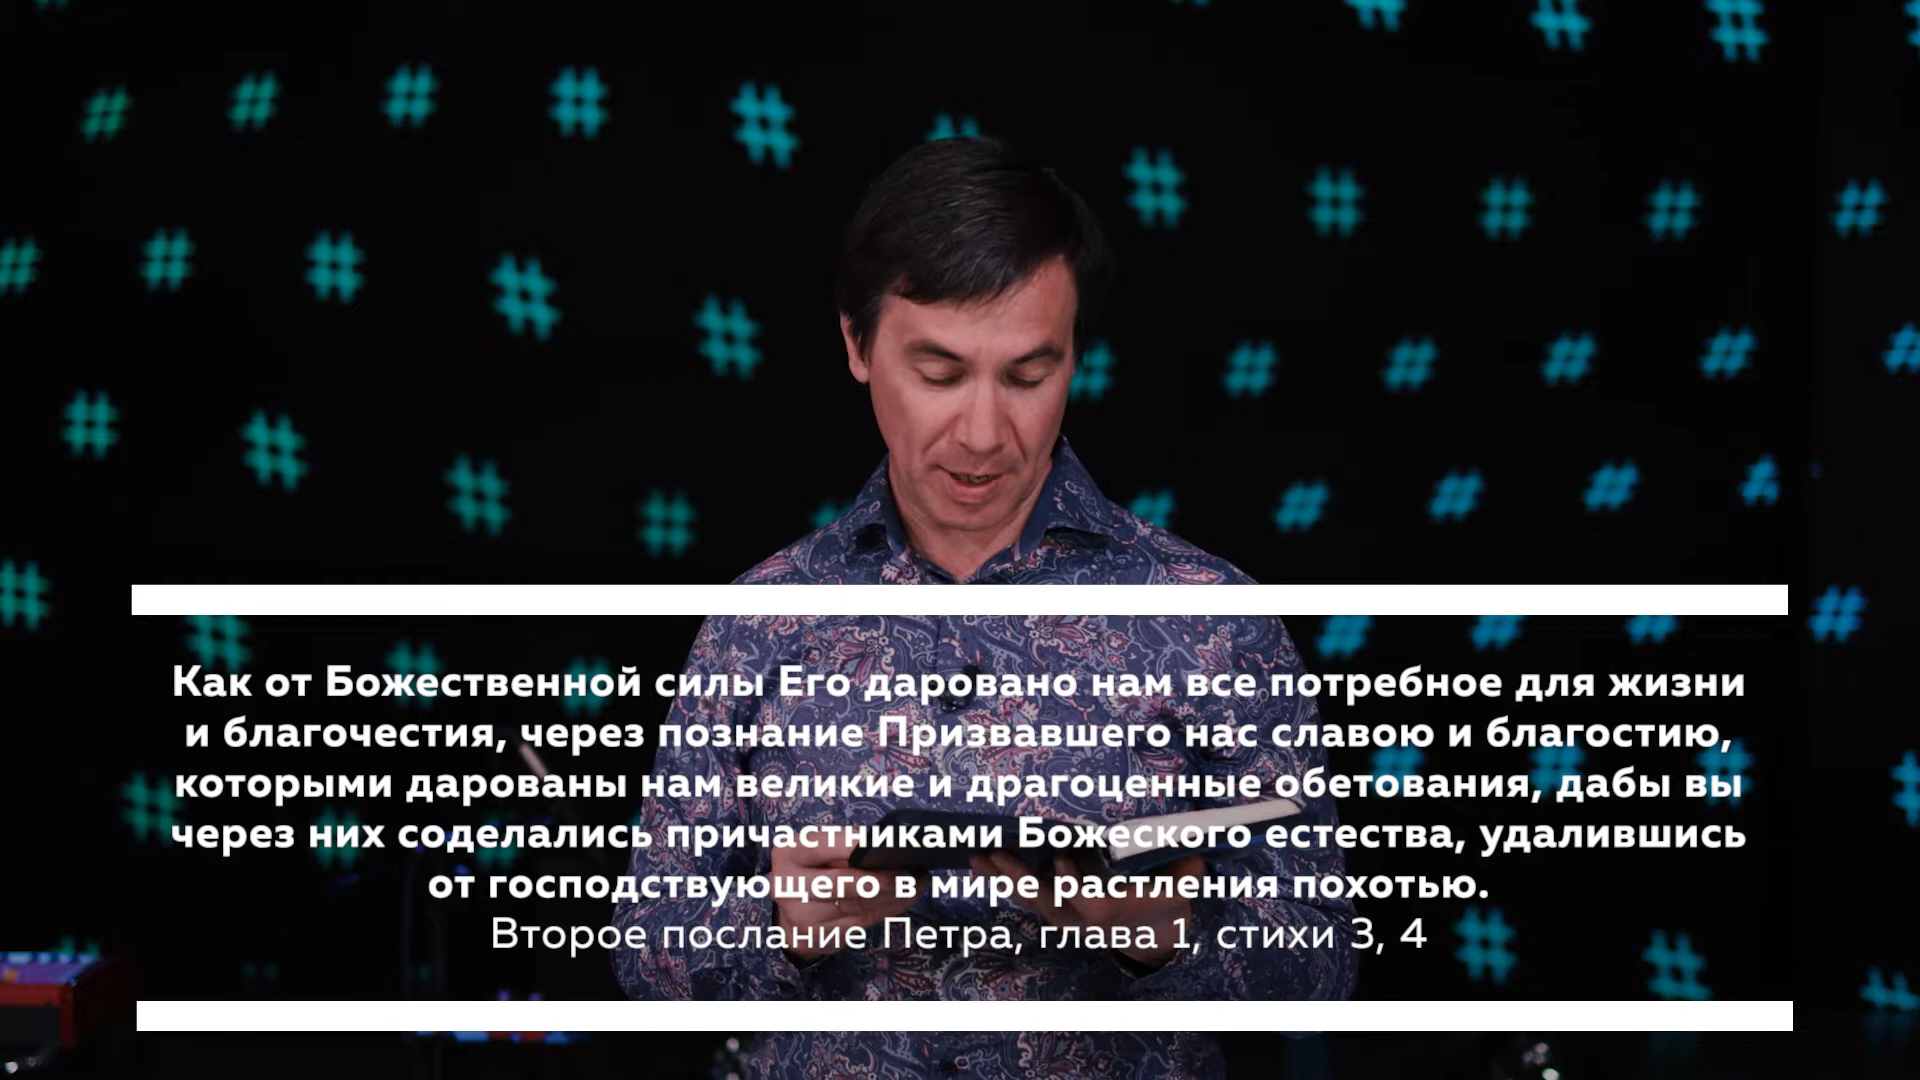 Как от Божественной силы Его даровано нам все потребное для жизни
и благочестия, через познание Призвавшего нас славою и благостию,
которыми дарованы нам великие и драгоценные обетования, дабы вы
через них соделались причастниками Божеского естества, удалившись
от господствующего в мире растления похотью.
Второе послание Петра, глава 1, стихи 3, 4